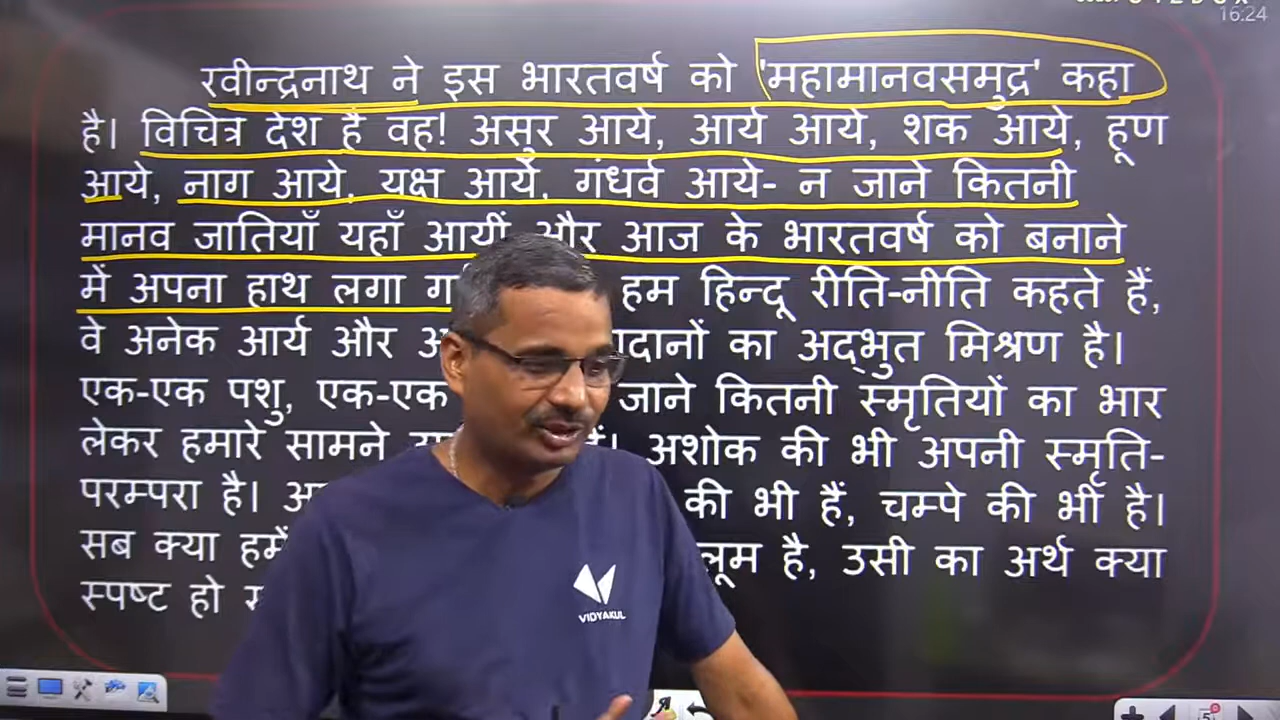 16:24
रवीन्द्रनाथ ने इस भारतवर्ष को 'महामानवसमुद्र' कहा
है। विचित्र देश है वह! असुर आये, आर्य आये, शक आये, हूण
आये, नाग आये, यक्ष आये, गंधर्व आये- न जाने कितनी
मानव जातियाँ यहाँ आयीं और आज के भारतवर्ष को बनाने
में अपना हाथ लगा हम हिन्दू रीति-नीति कहते हैं,
वे अनेक आर्य और का अद्भुत मिश्रण है।
एक-एक पशु, एक-एक जाने कितनी स्मृतियों का भार
लेकर हमारे सामने अशोक की भी अपनी स्मृति-
परम्परा है। की भी हैं, चम्पे की भी है।
सब क्या है, उसी का अर्थ क्या
स्पष्ट हो
VIDYAKUL